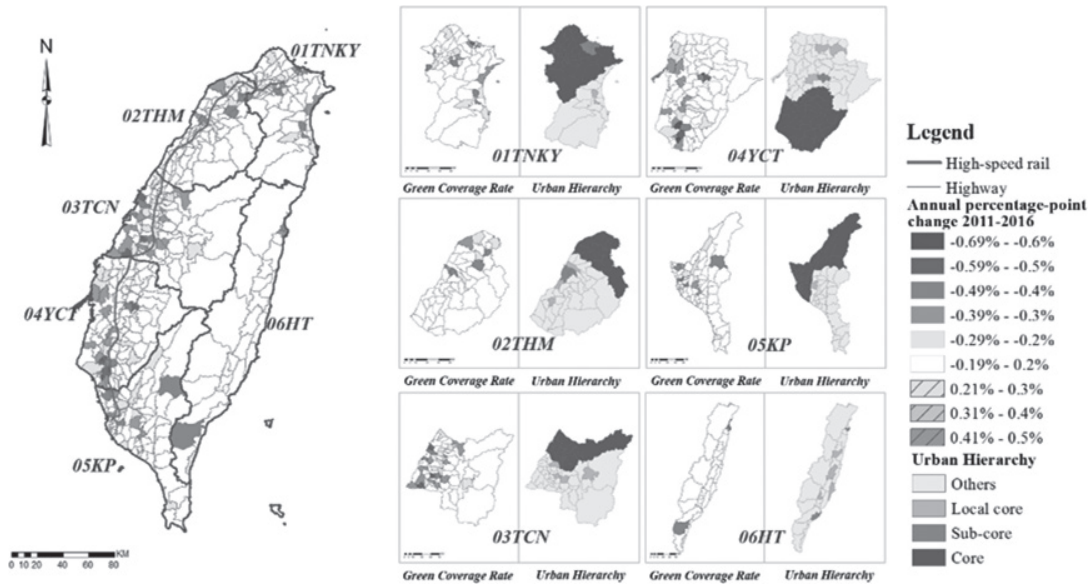 N
01TNKY
02THM
03TCN
04YCT
06HT
05KP
0 10 20 40 60 80
KM
01TNKY
Green Coverage Rate Urban Hierarchy
04YCT
Green Coverage Rate Urban Hierarchy
02THM
Green Coverage Rate Urban Hierarchy
05KP
Green Coverage Rate Urban Hierarchy
03TCN
Green Coverage Rate Urban Hierarchy
06HT
Green Coverage Rate Urban Hierarchy
Legend
High-speed rail
Highway
Annual percentage-point
change 2011-2016
-0.69% - -0.6%
-0.59% - -0.5%
-0.49% - -0.4%
-0.39% - -0.3%
-0.29% - -0.2%
-0.19% - 0.2%
0.21% - 0.3%
0.31% - 0.4%
0.41% - 0.5%
Urban Hierarchy
Others
Local core
Sub-core
Core